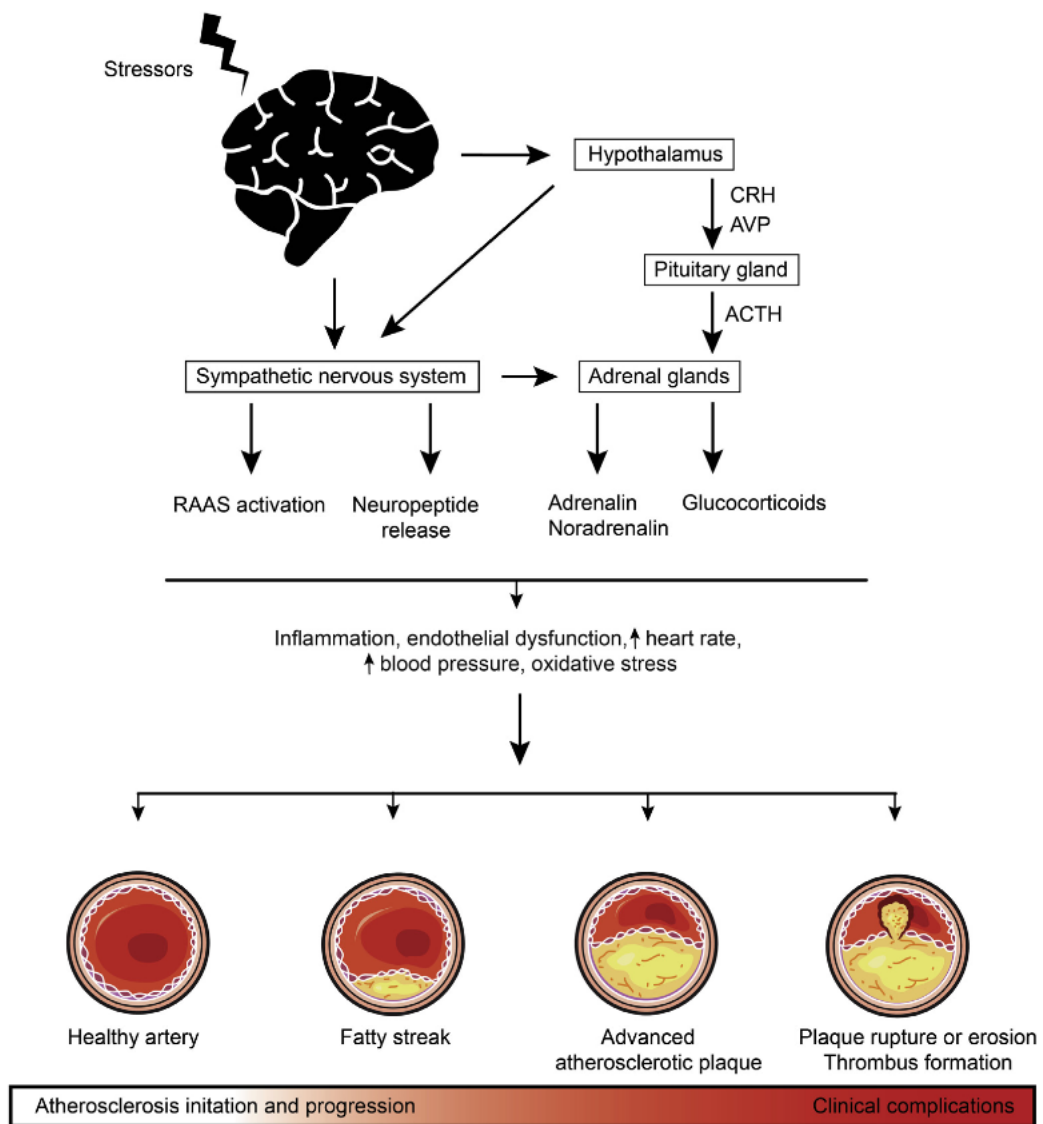 Stressors
Hypothalamus
CRH
AVP
Pituitary gland
ACTH
Sympathetic nervous system
Adrenal glands
RAAS activation
Neuropeptide
release
Adrenalin
Noradrenalin
Glucocorticoids
Inflammation, endothelial dysfunction, ↑ heart rate,
↑ blood pressure, oxidative stress
Healthy artery
Fatty streak
Advanced
atherosclerotic plaque
Plaque rupture or erosion
Thrombus formation
Atherosclerosis initation and progression
Clinical complications